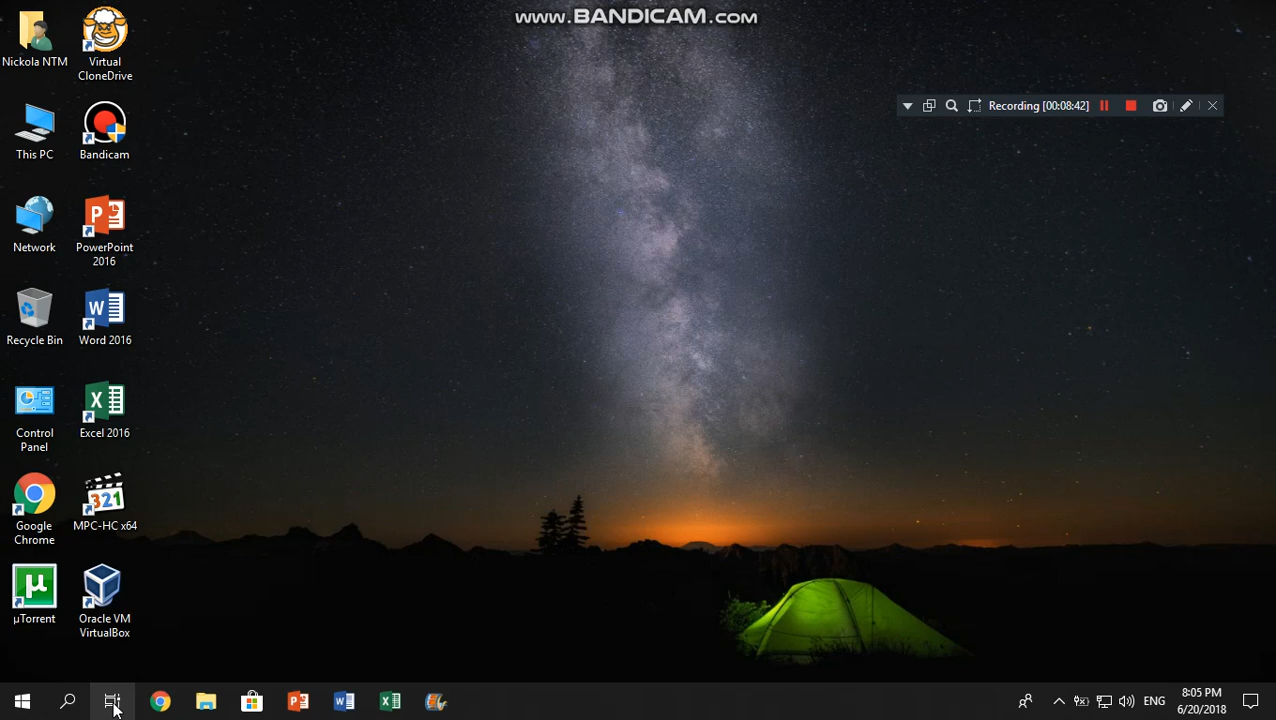 www.BANDICAM.com
Recording [00:08:42]
Nickola NTM
Virtual
CloneDrive
This PC
Bandicam
Network
PowerPoint
2016
Recycle Bin
Word 2016
Control
Panel
Excel 2016
Google
Chrome
321
MPC-HC x64
µ
µTorrent
Oracle VM
VirtualBox
ENG
8:05 PM
6/20/2018